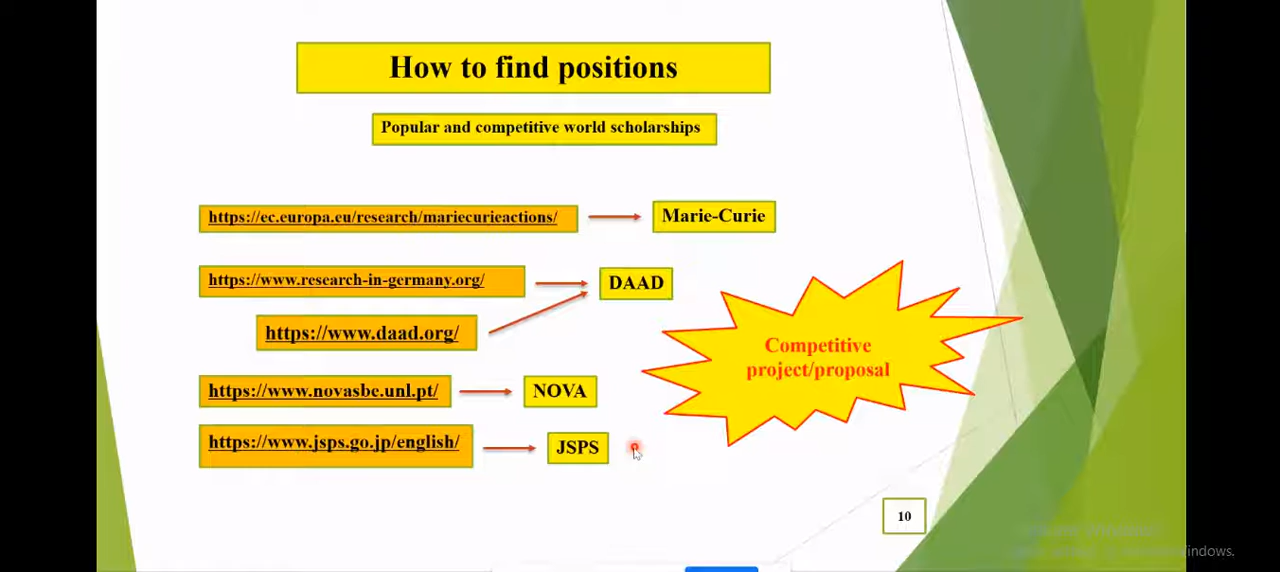 How to find positions
Popular and competitive world scholarships
https://ec.europa.eu/research/mariecurieactions/
Marie-Curie
https://www.research-in-germany.org/
DAAD
https://www.daad.org/
Competitive
project/proposal
https://www.novasbe.unl.pt/
NOVA
https://www.jsps.go.jp/english/
JSPS
10